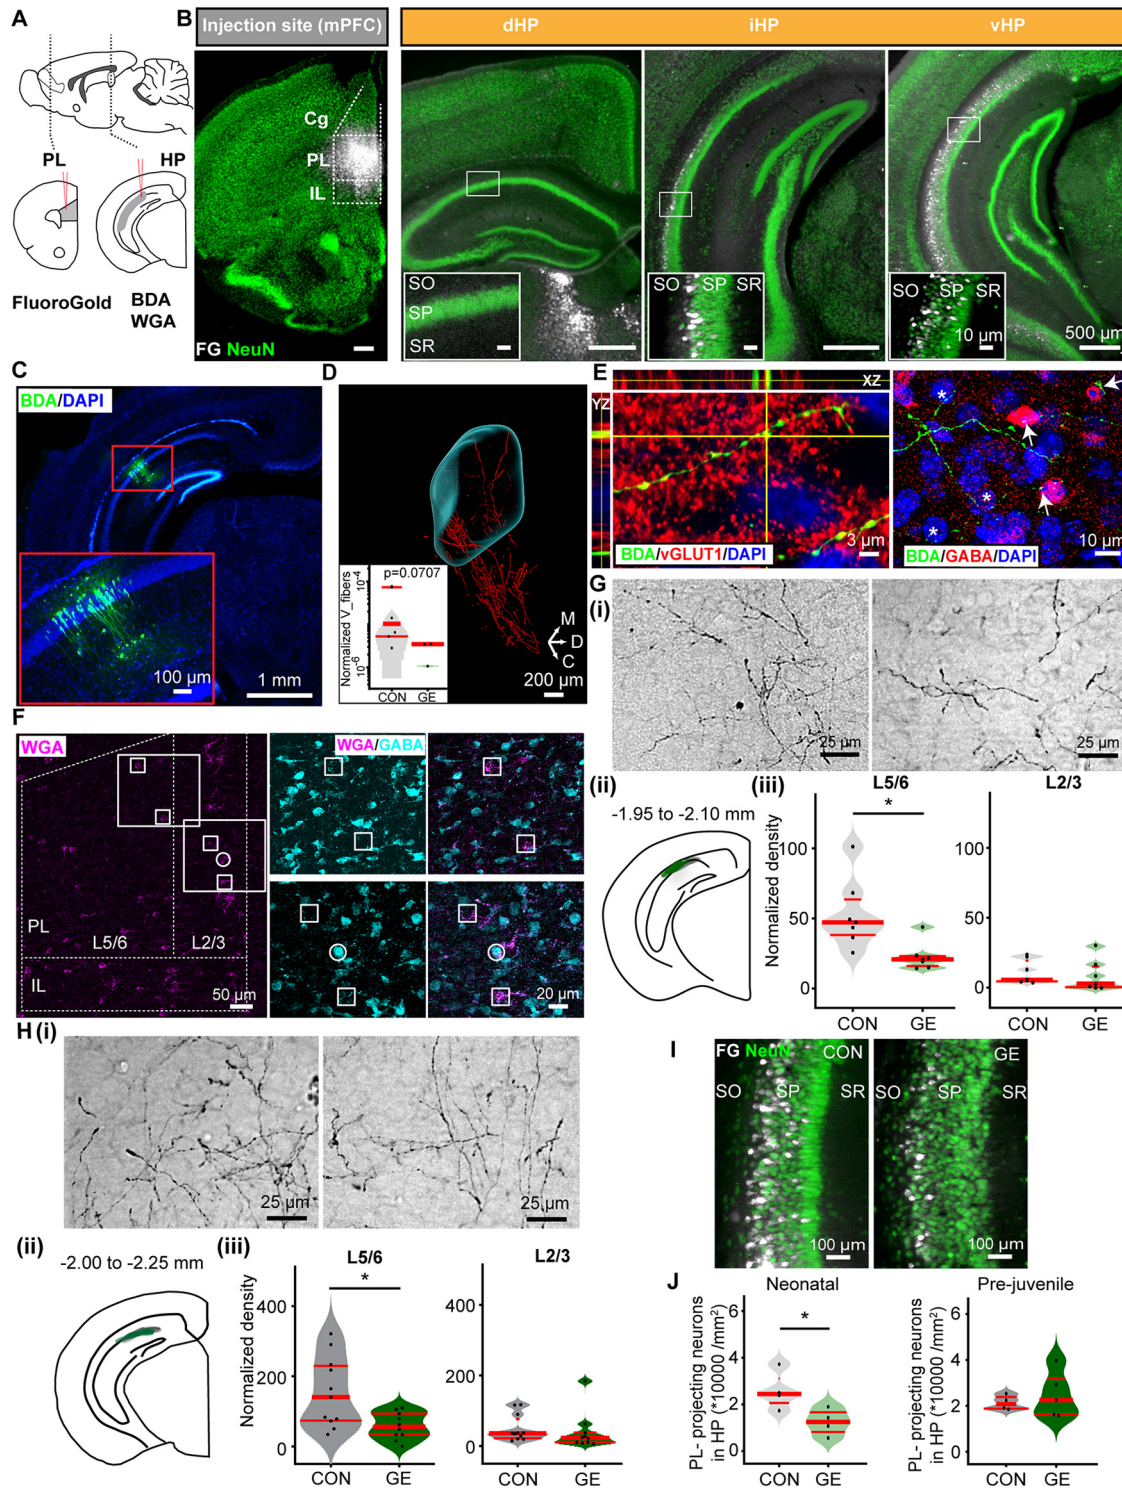 A
PL
HP
FluoroGold
BDA
WGA
B
Injection site (mPFC)
dHP
iHP
vHP
Cg
PL
IL
FG NeuN
SO
SP
SR
SO SP SR
SO SP SR
10 µm
500 µm
C
BDA/DAPI
100 µm
1 mm
D
p=0.0707
Normalized V_fibers
10-4
10-6
CON GE
M
D
C
200 µm
E
XZ
YZ
BDA/vGLUT1/DAPI
3 µm
*
*
*
BDA/GABA/DAPI
10 µm
F
WGA
PL
L5/6
L2/3
IL
50 µm
WGA/GABA
20 µm
G
(i)
25 µm
25 µm
(ii)
-1.95 to -2.10 mm
(iii)
L5/6
L2/3
*
Normalized density
100
50
0
CON GE
100
50
0
CON GE
H (i)
25 µm
25 µm
(ii)
-2.00 to -2.25 mm
(iii)
L5/6
L2/3
*
Normalized density
400
200
0
CON GE
400
200
0
CON GE
I
FG NeuN
CON
SO SP SR
100 µm
GE
SO SP SR
100 µm
J
Neonatal
Pre-juvenile
*
PL- projecting neurons
in HP (*10000 /mm²)
6
4
2
0
CON GE
PL- projecting neurons
in HP (*10000 /mm²)
6
4
2
0
CON GE